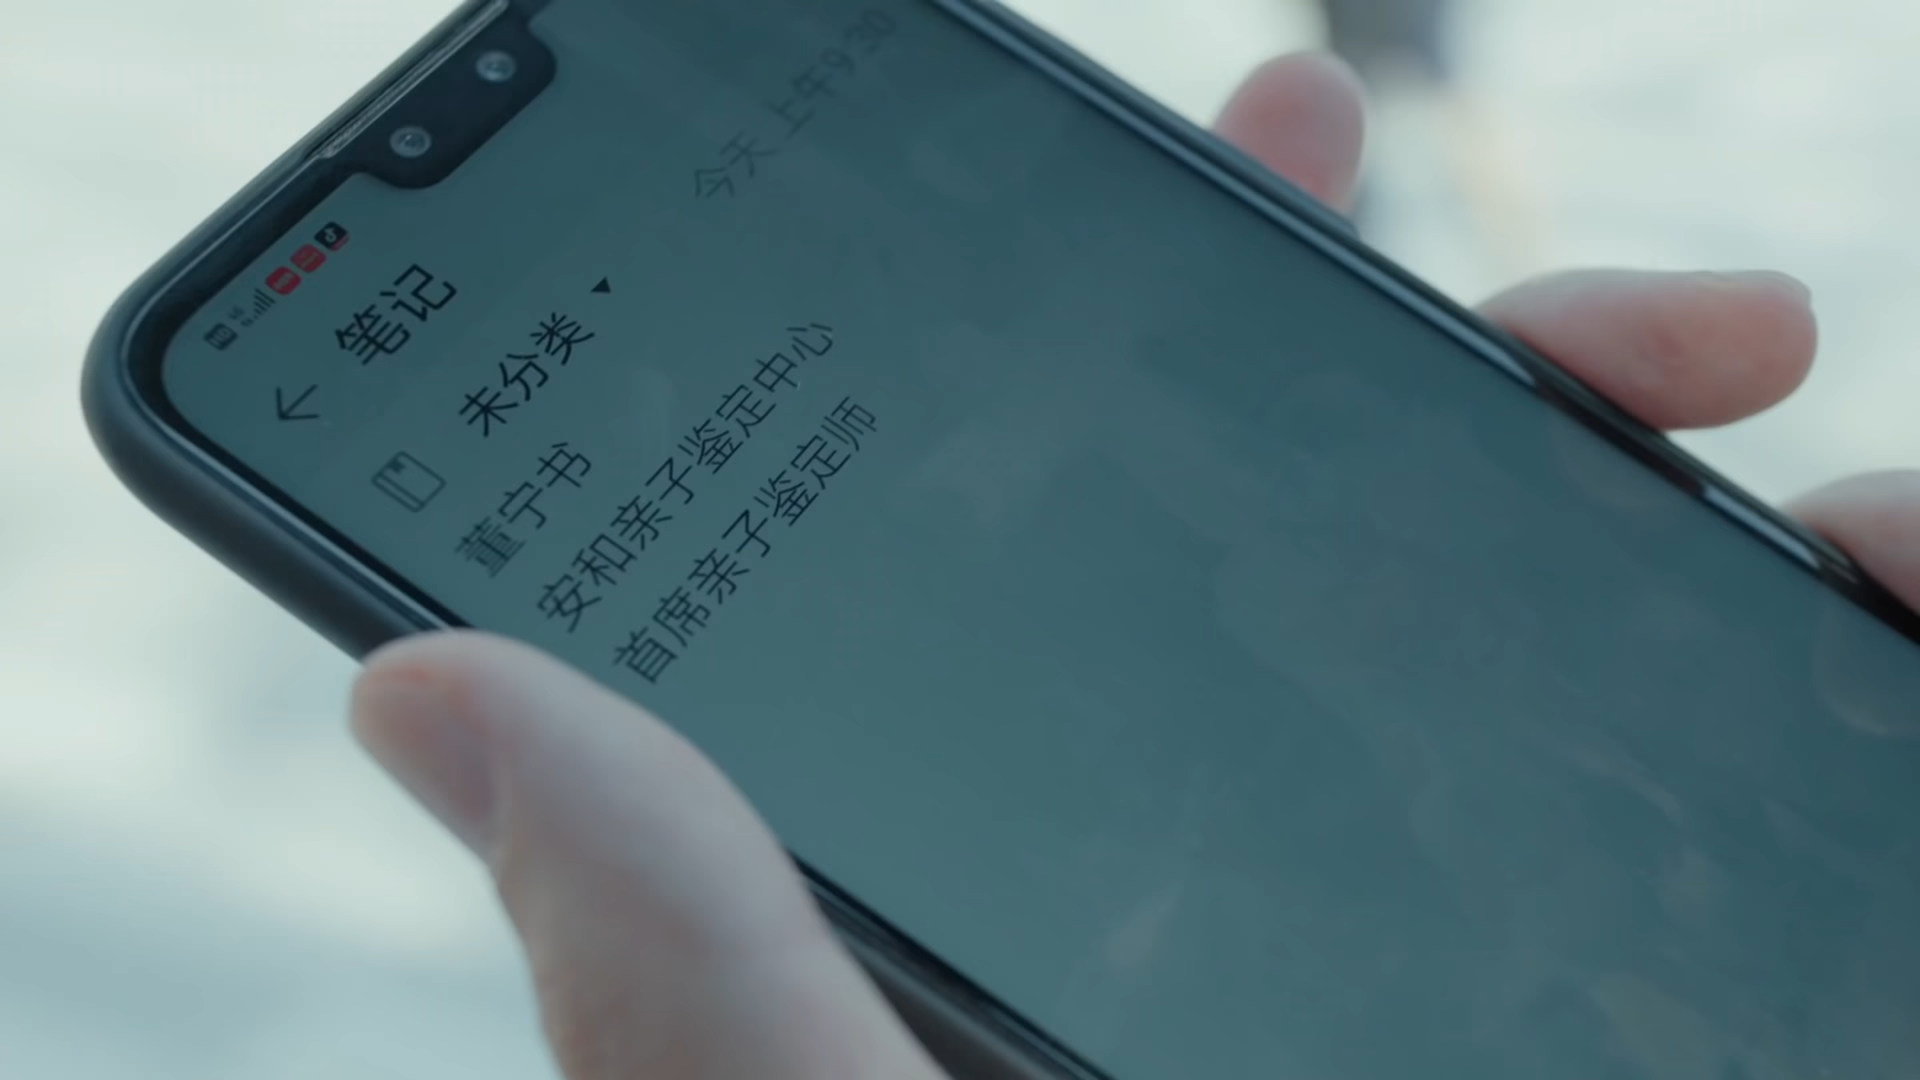 笔记
今天 上午9:30
未分类
董宁书
安和亲子鉴定中心
首席亲子鉴定师